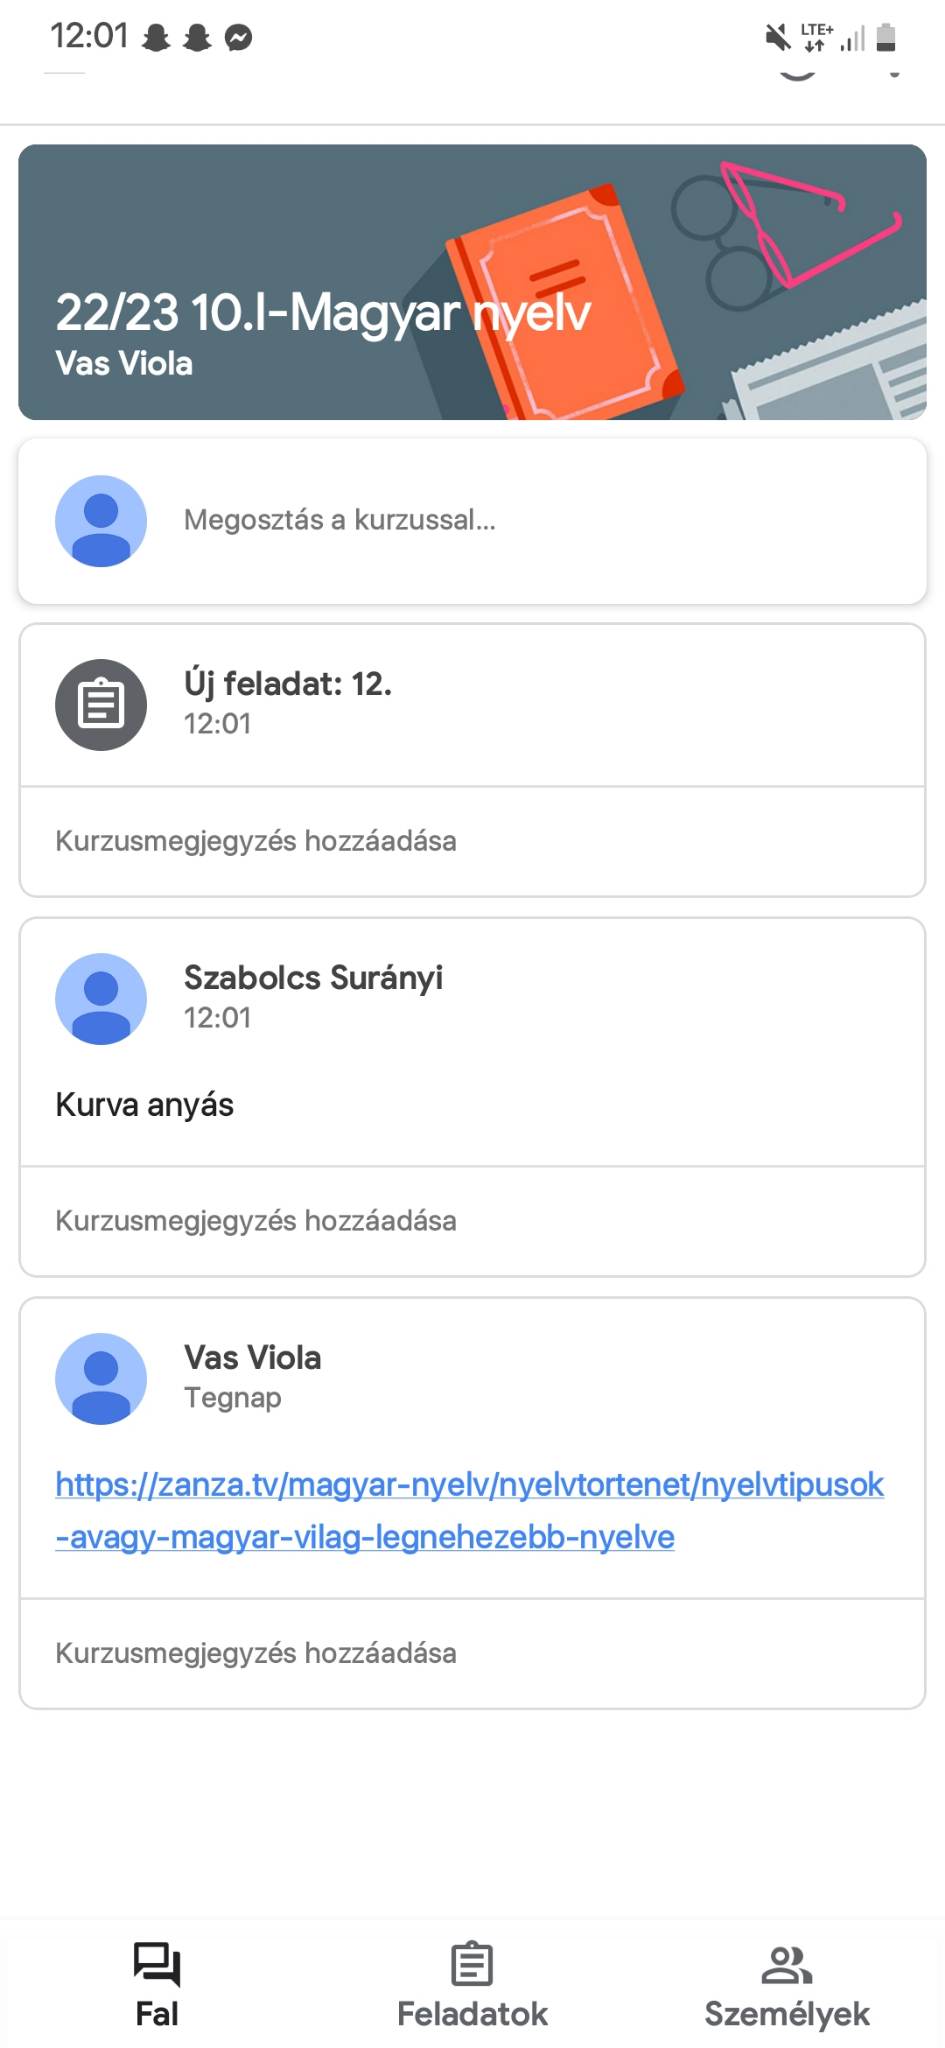 12:01
LTE+
22/23 10.I-Magyar nyelv
Vas Viola
Megosztás a kurzussal...
Új feladat: 12.
12:01
Kurzusmegjegyzés hozzáadása
Szabolcs Surányi
12:01
Kurva anyás
Kurzusmegjegyzés hozzáadása
Vas Viola
Tegnap
https://zanza.tv/magyar-nyelv/nyelvtortenet/nyelvtipusok
-avagy-magyar-vilag-legnehezebb-nyelve
Kurzusmegjegyzés hozzáadása
Fal
Feladatok
Személyek